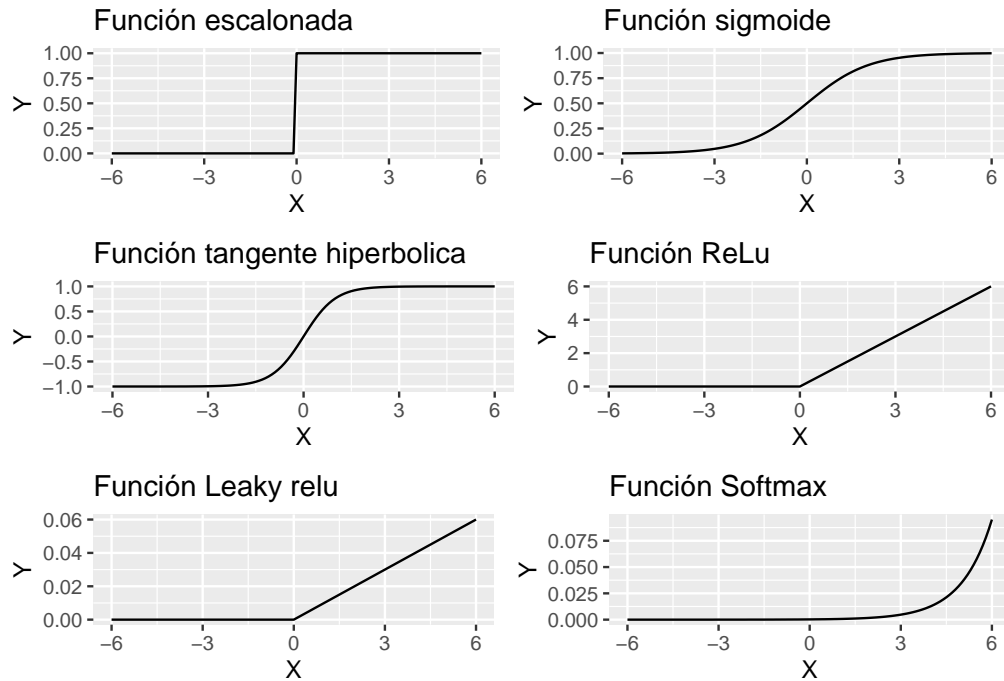 Función escalonada
1.00
0.75
0.50
0.25
0.00
Y
−6 −3 0 3 6
X
Función sigmoide
1.00
0.75
0.50
0.25
0.00
Y
−6 −3 0 3 6
X
Función tangente hiperbolica
1.0
0.5
0.0
−0.5
−1.0
Y
−6 −3 0 3 6
X
Función ReLu
6
4
2
0
Y
−6 −3 0 3 6
X
Función Leaky relu
0.06
0.04
0.02
0.00
Y
−6 −3 0 3 6
X
Función Softmax
0.075
0.050
0.025
0.000
Y
−6 −3 0 3 6
X